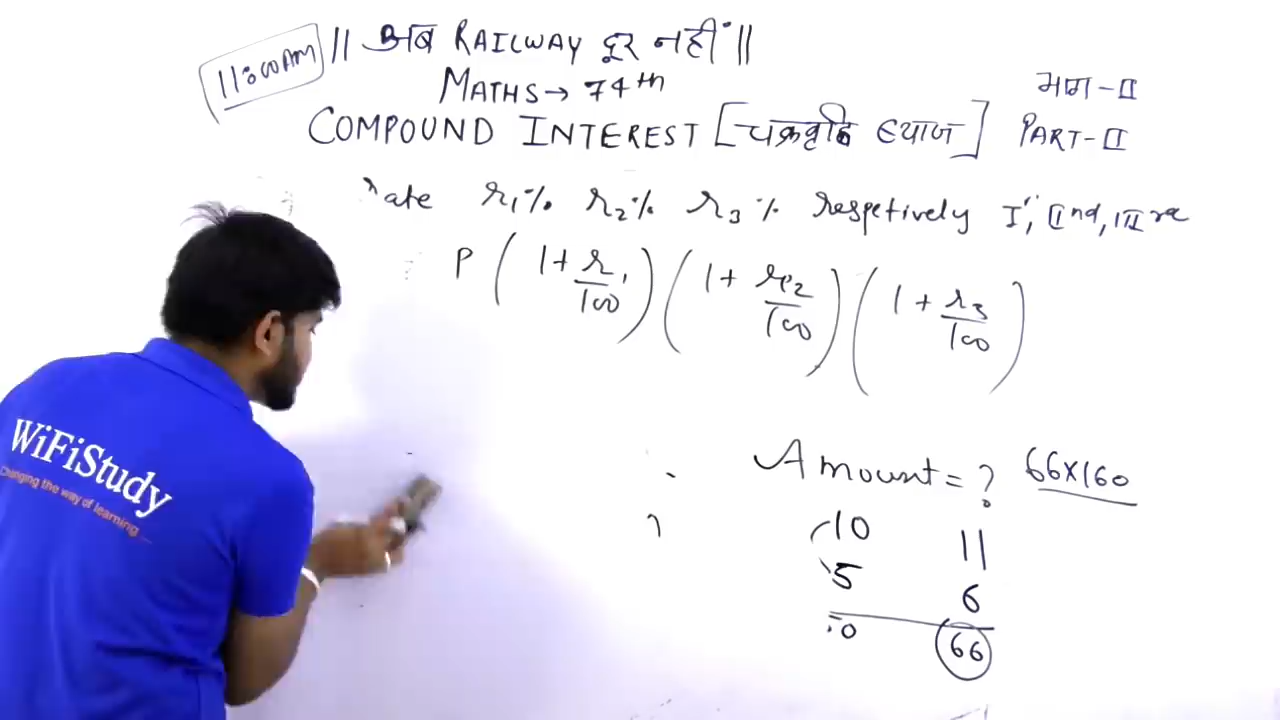 11:00AM || अब RAILWAY दूर नहीं ||
MATHS → 74th
भाग-II
COMPOUND INTEREST [चक्रवृद्धि ब्याज] PART-II
rate r1% r2% r3% respetively Ist, IInd, III
P (1+ r1/100) (1+ r2/100) (1+ r3/100)
Amount = ? 66×160
10 11
5 6
66
WiFiStudy
Changing the way of learning...